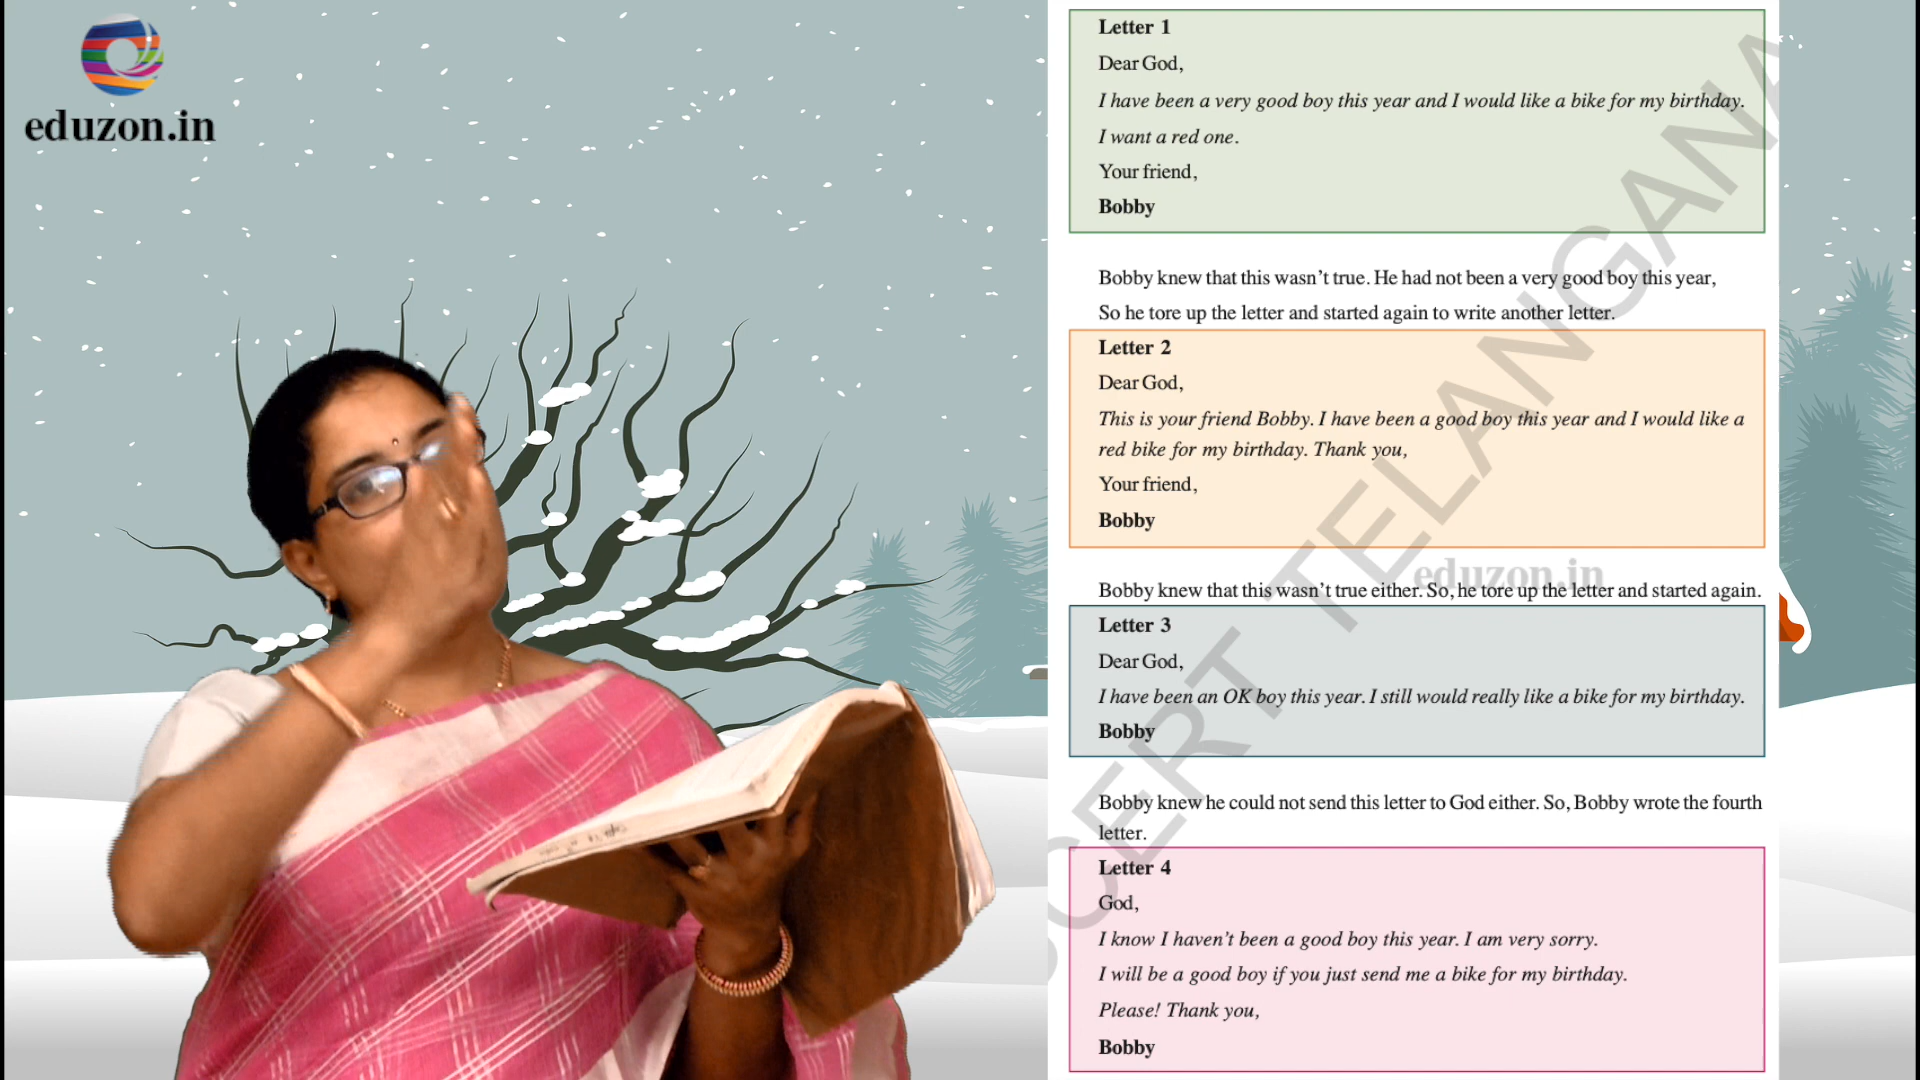 eduzon.in
Letter 1
Dear God,
I have been a very good boy this year and I would like a bike for my birthday.
I want a red one.
Your friend,
Bobby
Bobby knew that this wasn't true. He had not been a very good boy this year,
So he tore up the letter and started again to write another letter.
Letter 2
Dear God,
This is your friend Bobby. I have been a good boy this year and I would like a
red bike for my birthday. Thank you,
Your friend,
Bobby
eduzon.in
Bobby knew that this wasn't true either. So, he tore up the letter and started again.
Letter 3
Dear God,
I have been an OK boy this year. I still would really like a bike for my birthday.
Bobby
Bobby knew he could not send this letter to God either. So, Bobby wrote the fourth
letter.
Letter 4
God,
I know I haven't been a good boy this year. I am very sorry.
I will be a good boy if you just send me a bike for my birthday.
Please! Thank you,
Bobby
SCERT TELANGANA